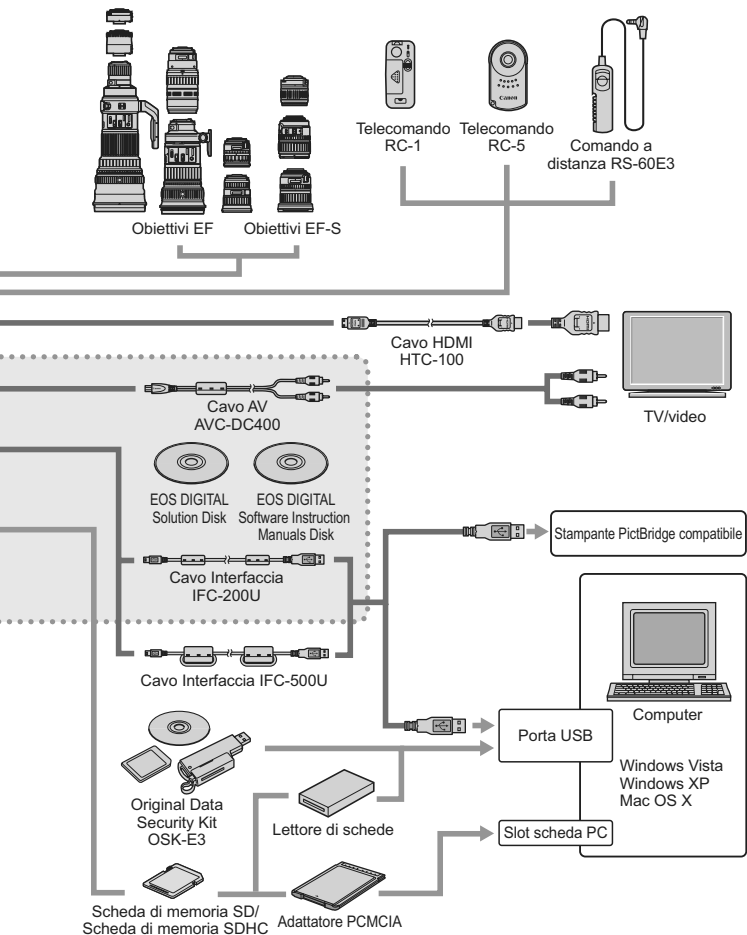 Canon
Telecomando
RC-1
Telecomando
RC-5
Comando a
distanza RS-60E3
Obiettivi EF
Obiettivi EF-S
Cavo HDMI
HTC-100
TV/video
Cavo AV
AVC-DC400
EOS DIGITAL
Solution Disk
EOS DIGITAL
Software Instruction
Manuals Disk
Stampante PictBridge compatibile
Cavo Interfaccia
IFC-200U
Cavo Interfaccia IFC-500U
Computer
Porta USB
Windows Vista
Windows XP
Mac OS X
Original Data
Security Kit
OSK-E3
Lettore di schede
Slot scheda PC
Scheda di memoria SD/
Scheda di memoria SDHC
Adattatore PCMCIA